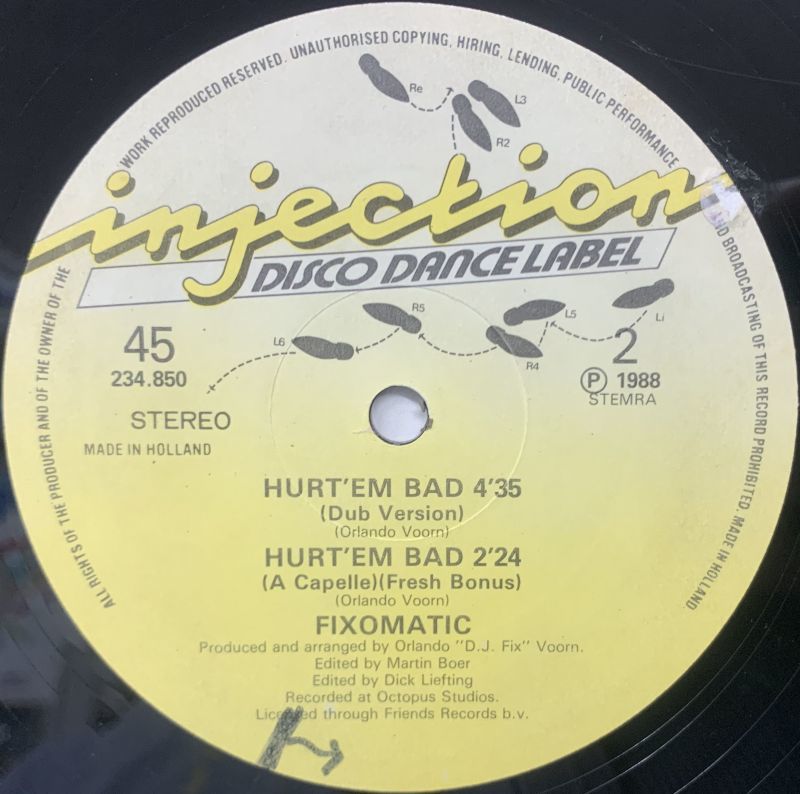 WORK REPRODUCED RESERVED. UNAUTHORISED COPYING, HIRING, LENDING, PUBLIC PERFORMANCE
ND BROADCASTING OF THIS RECORD PROHIBITED. MADE IN HOLLAND.
ALL RIGHTS OF THE PRODUCER AND OF THE OWNER OF THE
Re
L3
R2
injection
DISCO DANCE LABEL
R5
L5
Li
L6
R4
45
2
234.850
Ⓟ 1988
STEMRA
STEREO
MADE IN HOLLAND
HURT'EM BAD 4'35
(Dub Version)
(Orlando Voorn)
HURT'EM BAD 2'24
(A Capelle)(Fresh Bonus)
(Orlando Voorn)
FIXOMATIC
Produced and arranged by Orlando "D.J. Fix" Voorn.
Edited by Martin Boer
Edited by Dick Liefting
Recorded at Octopus Studios.
Licensed through Friends Records b.v.